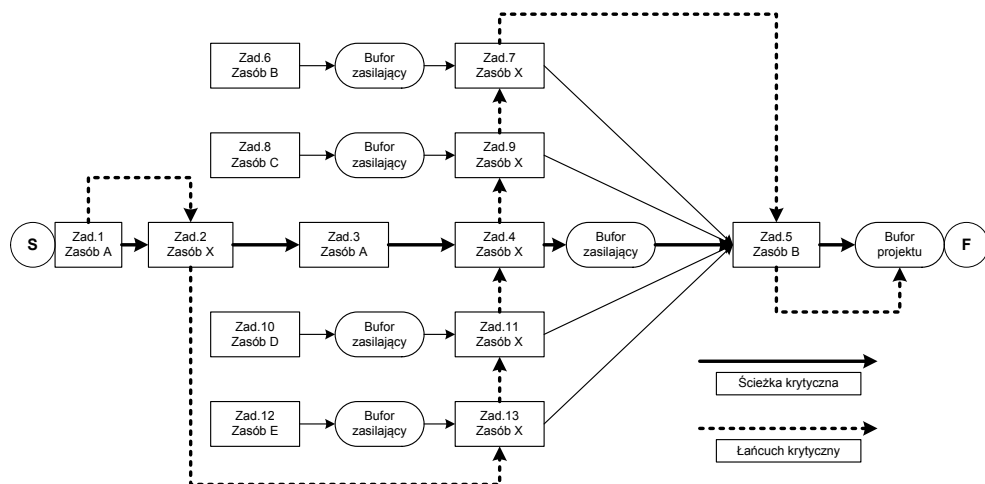 Zad.6
Zasób B
Bufor
zasilający
Zad.7
Zasób X
Zad.8
Zasób C
Bufor
zasilający
Zad.9
Zasób X
S
Zad.1
Zasób A
Zad.2
Zasób X
Zad.3
Zasób A
Zad.4
Zasób X
Bufor
zasilający
Zad.5
Zasób B
Bufor
projektu
F
Zad.10
Zasób D
Bufor
zasilający
Zad.11
Zasób X
Zad.12
Zasób E
Bufor
zasilający
Zad.13
Zasób X
Ścieżka krytyczna
Łańcuch krytyczny